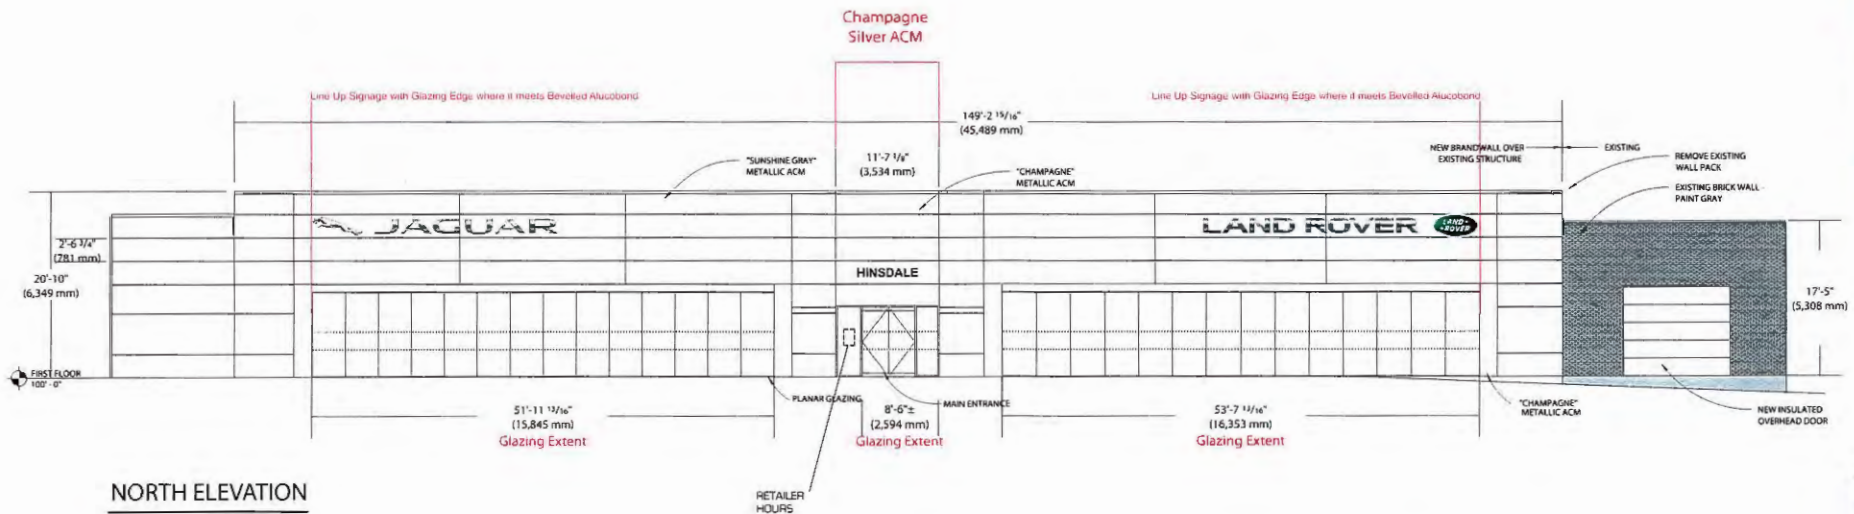 Champagne
Silver ACM
Line Up Signage with Glazing Edge where it meets Bevelled Alucobond
Line Up Signage with Glazing Edge where it meets Bevelled Alucobond
149'-2 15/16"
(45,489 mm)
"SUNSHINE GRAY"
METALLIC ACM
11'-7 1/8"
(3,534 mm)
"CHAMPAGNE"
METALLIC ACM
NEW BRANDWALL OVER
EXISTING STRUCTURE
EXISTING
REMOVE EXISTING
WALL PACK
EXISTING BRICK WALL -
PAINT GRAY
JAGUAR
LAND ROVER
LAND-
-ROVER
2'-6 3/4"
(781 mm)
20'-10"
(6,349 mm)
HINSDALE
17'-5"
(5,308 mm)
FIRST FLOOR
100'-0"
PLANAR GLAZING
MAIN ENTRANCE
51'-11 13/16"
(15,845 mm)
Glazing Extent
8'-6"±
(2,594 mm)
Glazing Extent
53'-7 13/16"
(16,353 mm)
Glazing Extent
"CHAMPAGNE"
METALLIC ACM
NEW INSULATED
OVERHEAD DOOR
NORTH ELEVATION
RETAILER
HOURS